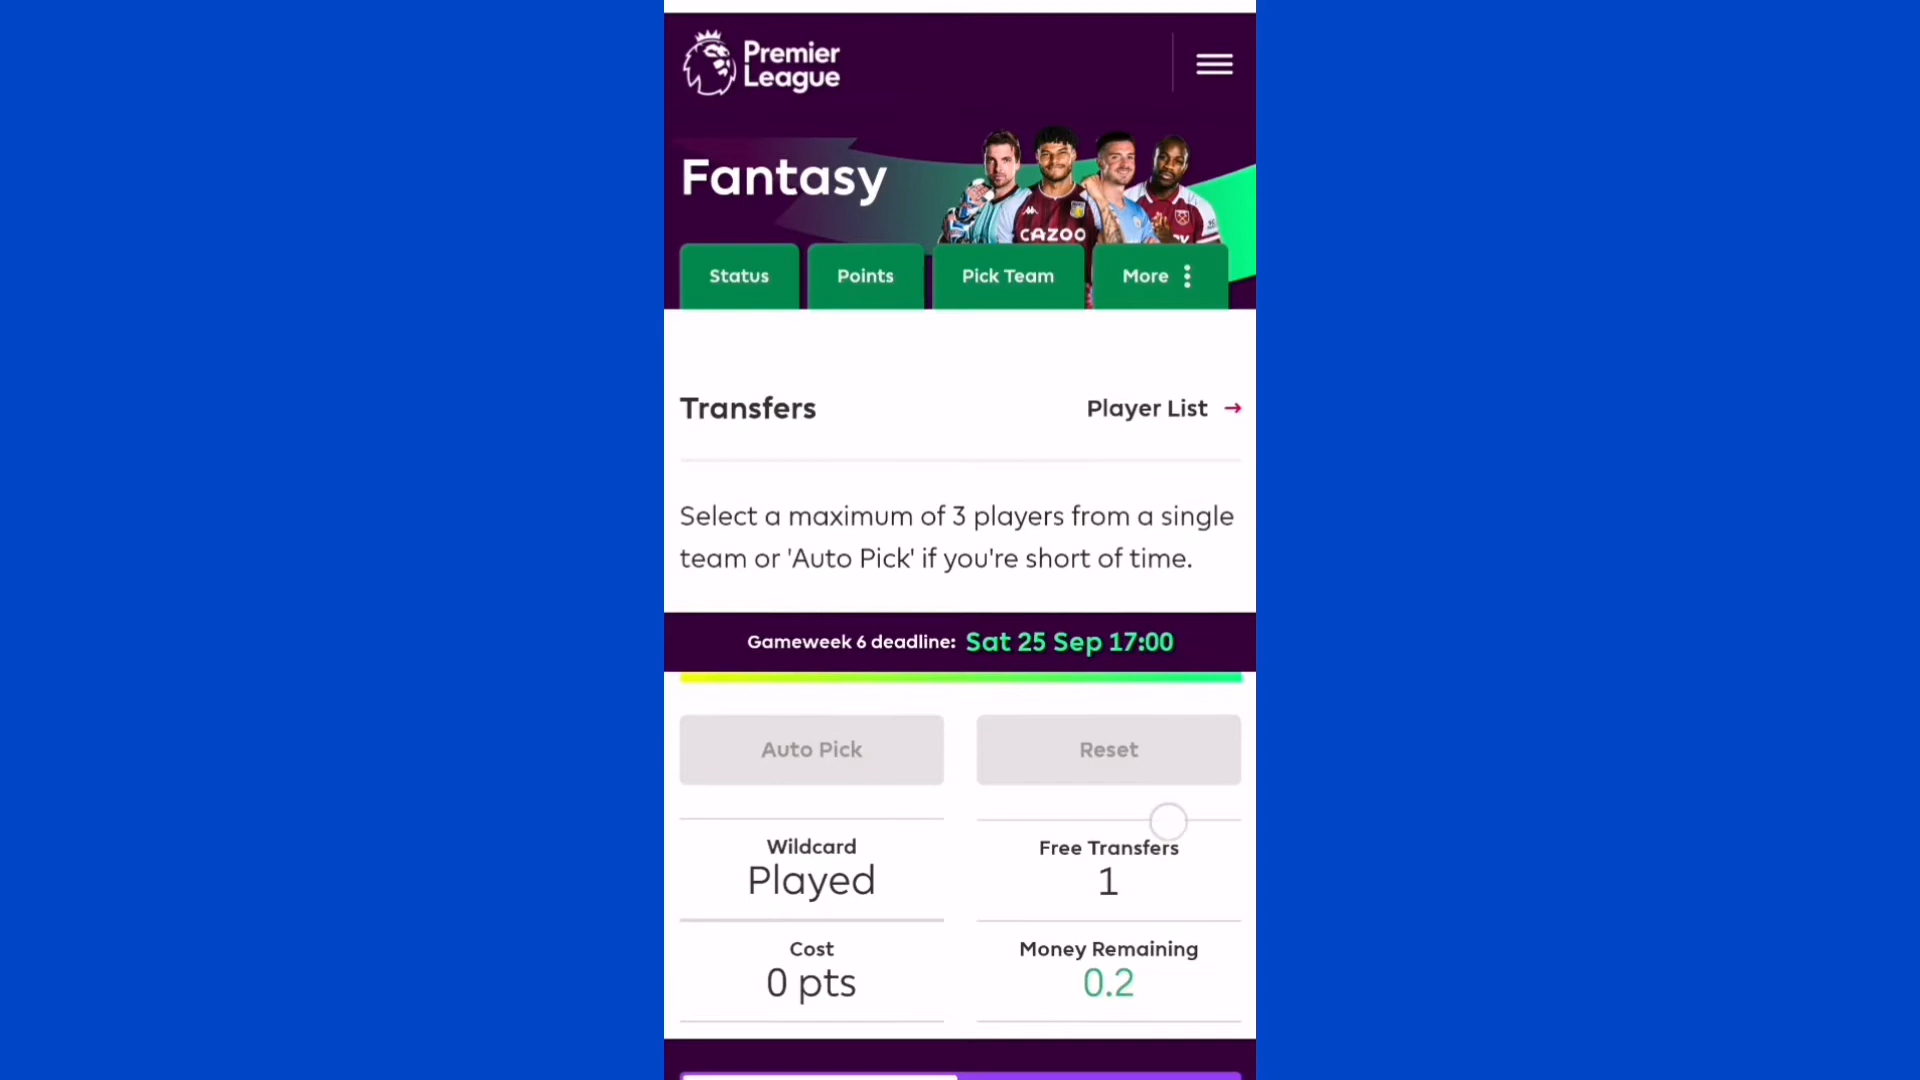 Premier
League
Fantasy
CAZOO
Status
Points
Pick Team
More
Transfers
Player List →
Select a maximum of 3 players from a single
team or 'Auto Pick' if you're short of time.
Gameweek 6 deadline: Sat 25 Sep 17:00
Auto Pick
Reset
Wildcard
Played
Free Transfers
1
Cost
0 pts
Money Remaining
0.2